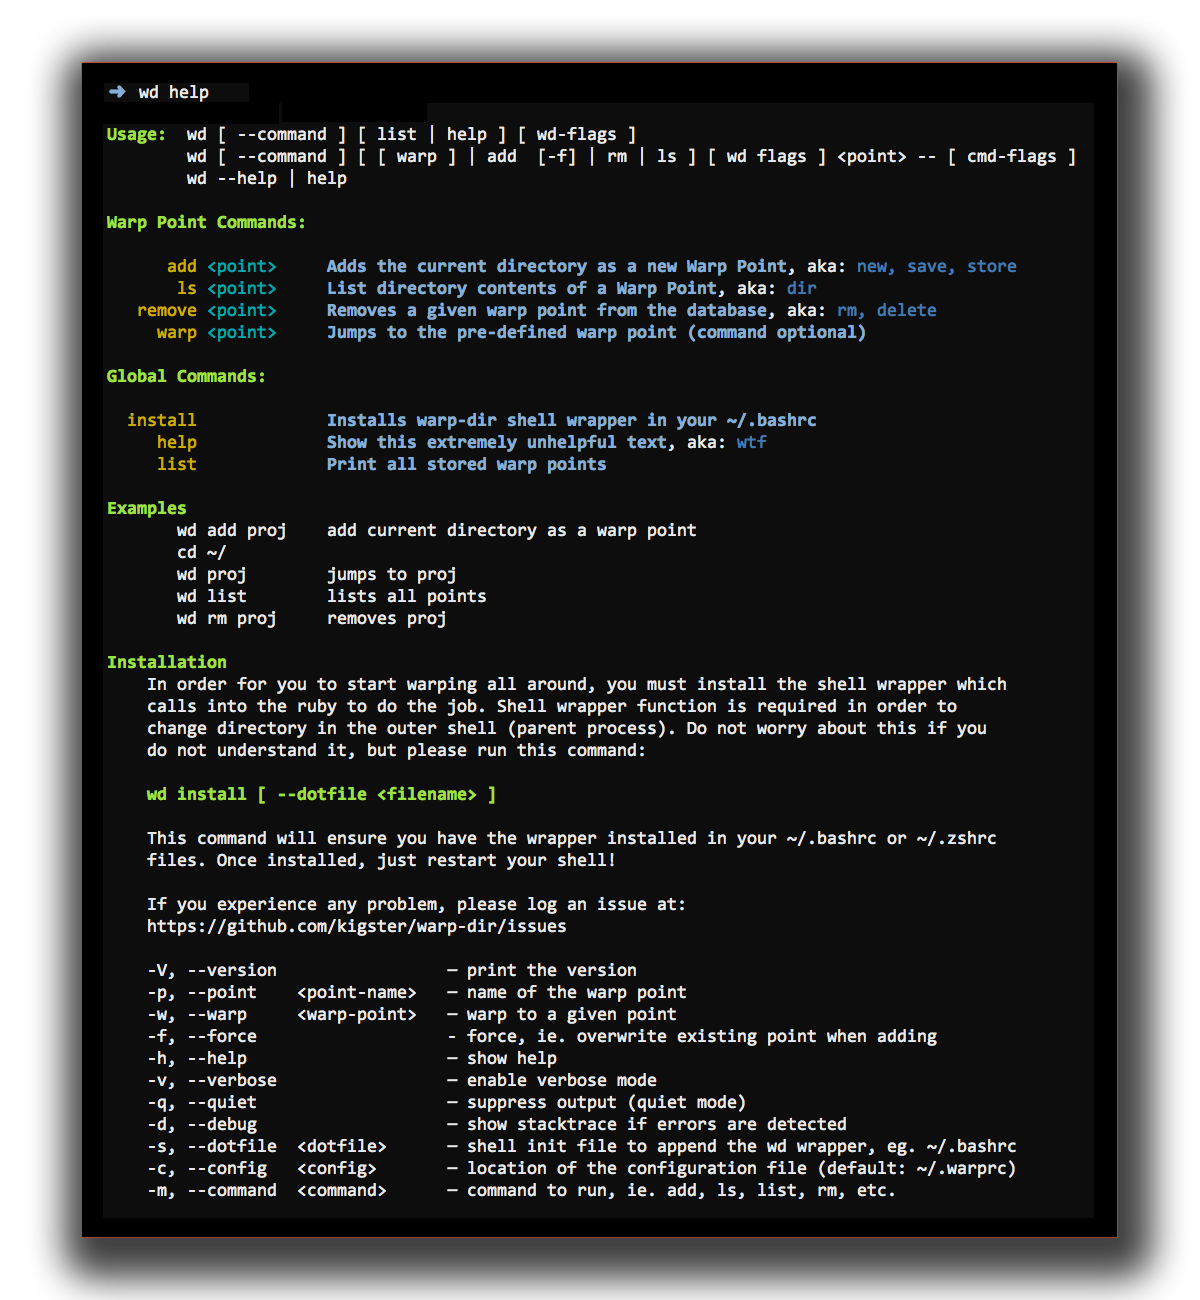 ➜ wd help
Usage:  wd [ --command ] [ list | help ] [ wd-flags ]
        wd [ --command ] [ [ warp ] | add  [-f] | rm | ls ] [ wd flags ] <point> -- [ cmd-flags ]
        wd --help | help
Warp Point Commands:
      add <point>     Adds the current directory as a new Warp Point, aka: new, save, store
       ls <point>     List directory contents of a Warp Point, aka: dir
   remove <point>     Removes a given warp point from the database, aka: rm, delete
     warp <point>     Jumps to the pre-defined warp point (command optional)
Global Commands:
  install             Installs warp-dir shell wrapper in your ~/.bashrc
     help             Show this extremely unhelpful text, aka: wtf
     list             Print all stored warp points
Examples
       wd add proj    add current directory as a warp point
       cd ~/
       wd proj        jumps to proj
       wd list        lists all points
       wd rm proj     removes proj
Installation
    In order for you to start warping all around, you must install the shell wrapper which
    calls into the ruby to do the job. Shell wrapper function is required in order to
    change directory in the outer shell (parent process). Do not worry about this if you
    do not understand it, but please run this command:
    wd install [ --dotfile <filename> ]
    This command will ensure you have the wrapper installed in your ~/.bashrc or ~/.zshrc
    files. Once installed, just restart your shell!
    If you experience any problem, please log an issue at:
    https://github.com/kigster/warp-dir/issues
    -V, --version                 – print the version
    -p, --point    <point-name>   – name of the warp point
    -w, --warp     <warp-point>   – warp to a given point
    -f, --force                   - force, ie. overwrite existing point when adding
    -h, --help                    – show help
    -v, --verbose                 – enable verbose mode
    -q, --quiet                   – suppress output (quiet mode)
    -d, --debug                   – show stacktrace if errors are detected
    -s, --dotfile  <dotfile>      – shell init file to append the wd wrapper, eg. ~/.bashrc
    -c, --config   <config>       – location of the configuration file (default: ~/.warprc)
    -m, --command  <command>      – command to run, ie. add, ls, list, rm, etc.